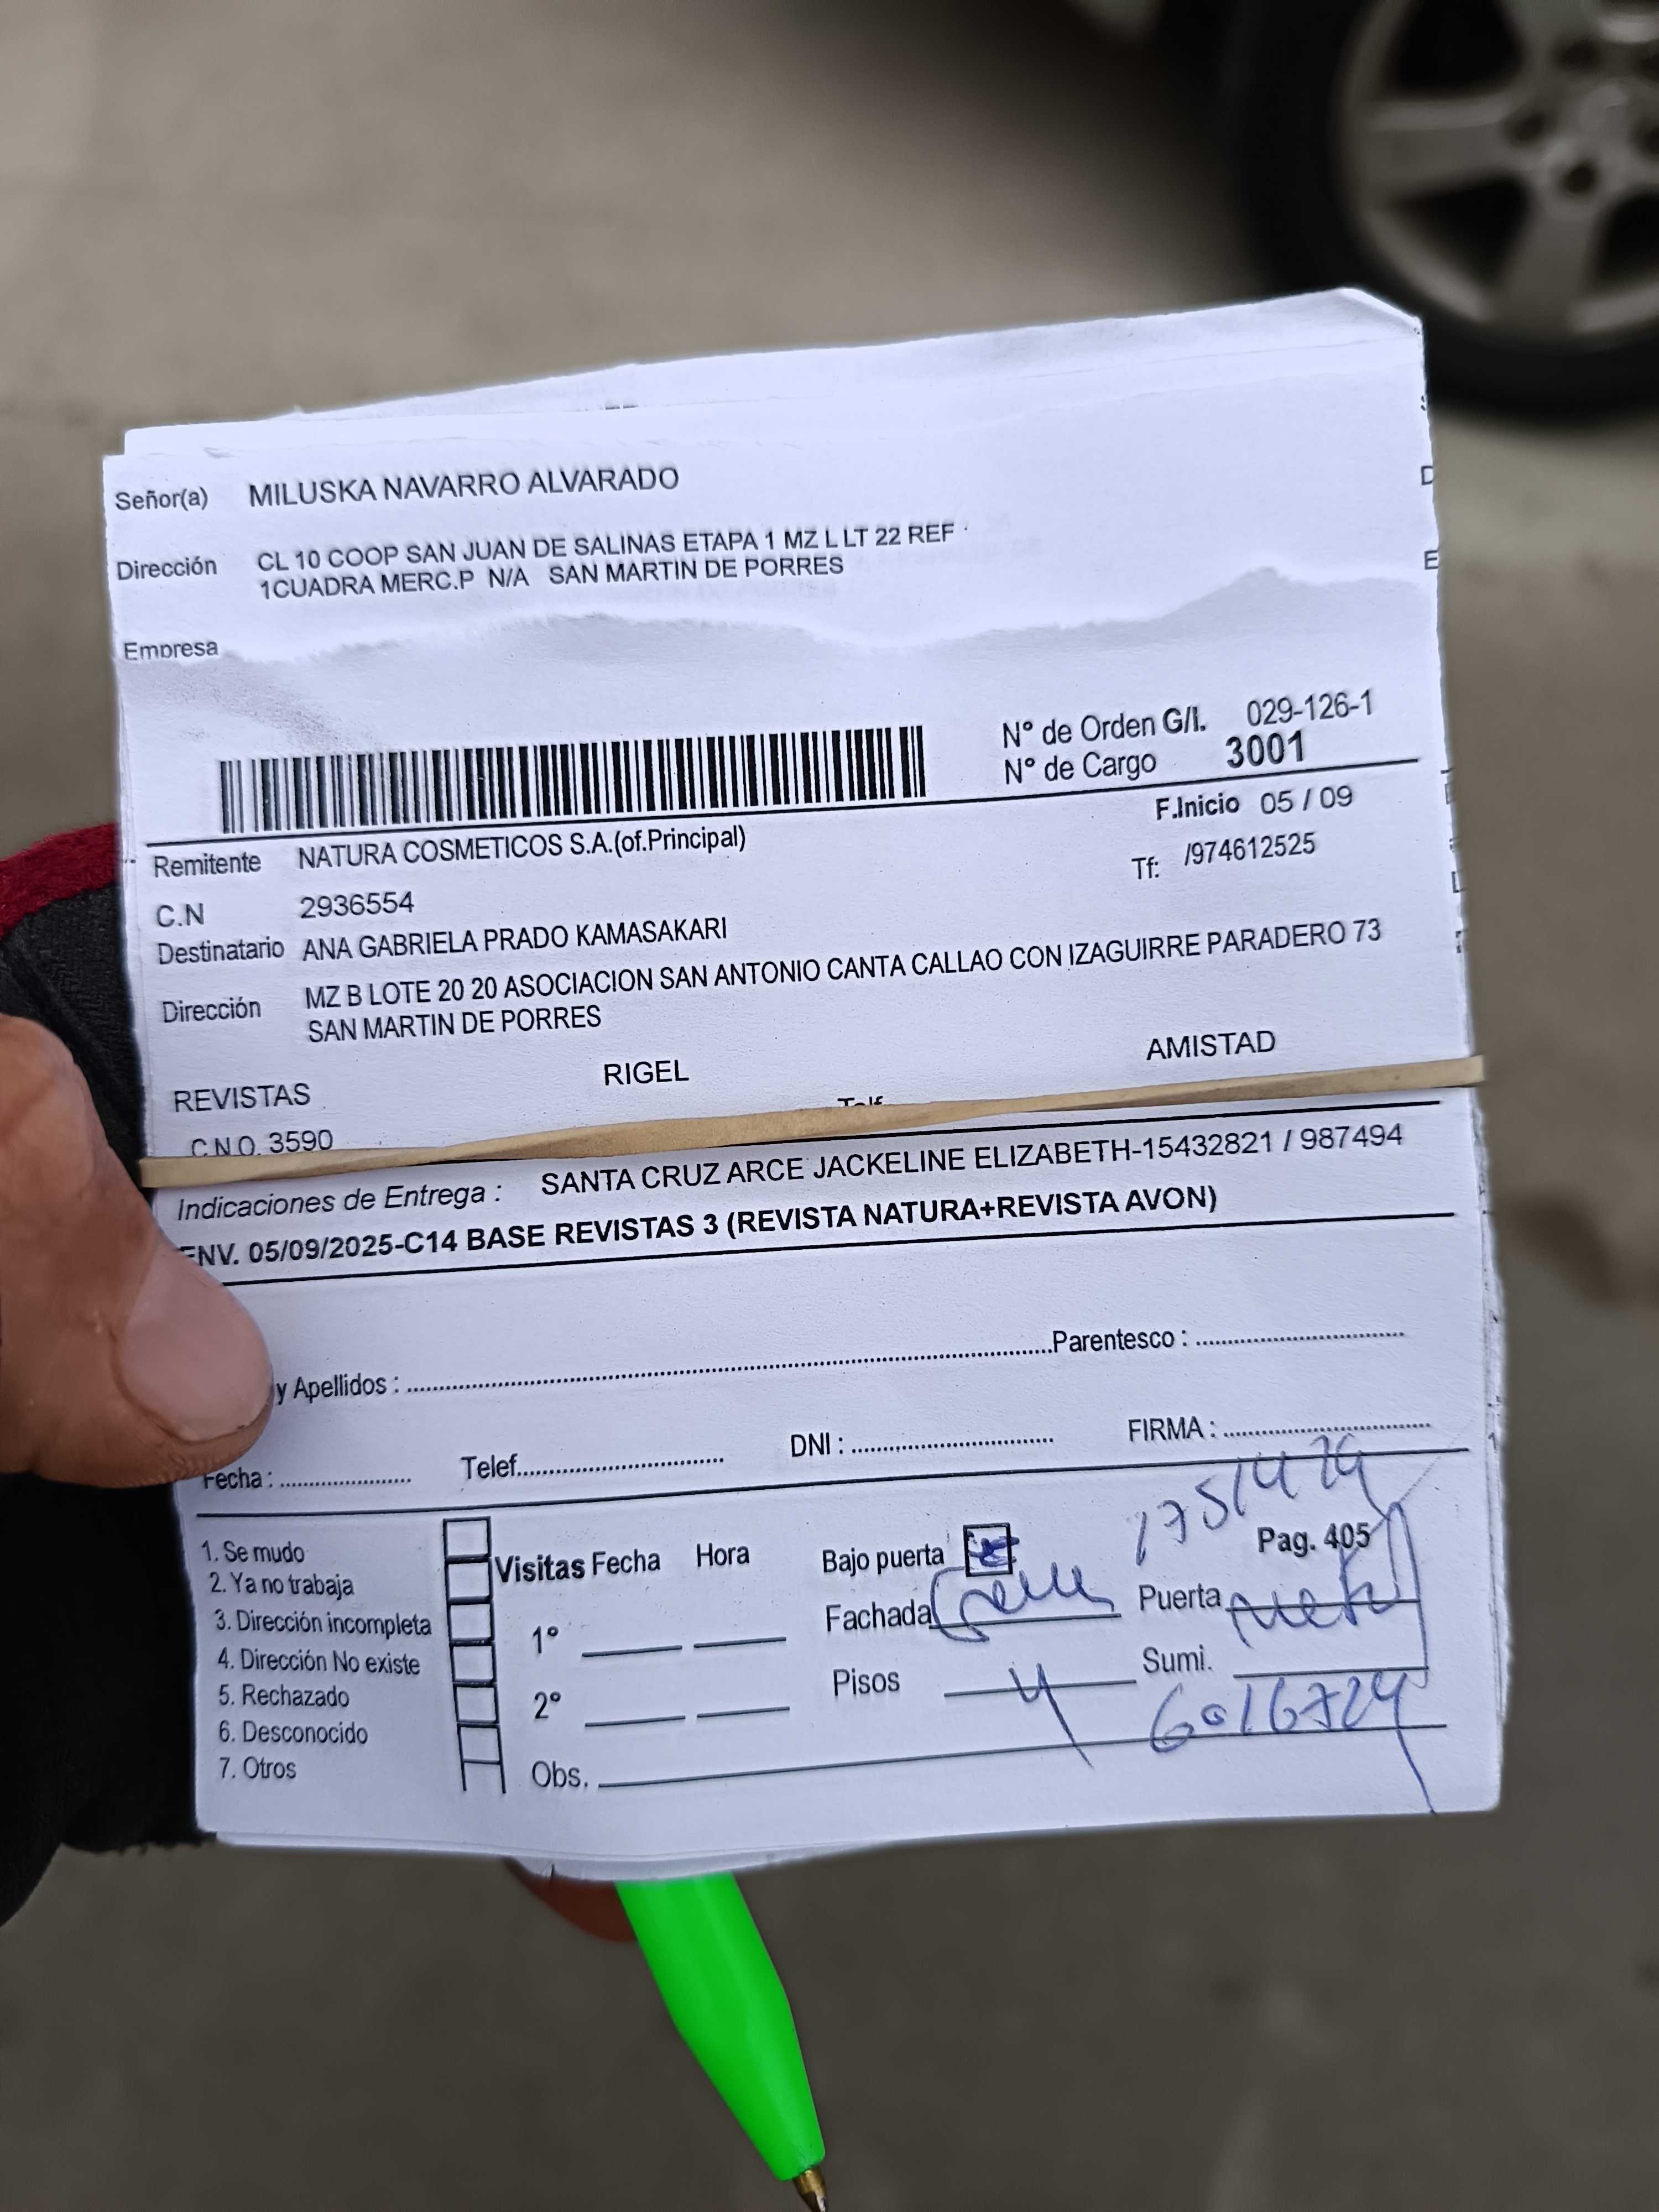 Señor(a) MILUSKA NAVARRO ALVARADO
Dirección CL 10 COOP SAN JUAN DE SALINAS ETAPA 1 MZ L LT 22 REF
1CUADRA MERC.P N/A SAN MARTIN DE PORRES
Empresa
N° de Orden G/I. 029-126-1
N° de Cargo 3001
F.Inicio 05 / 09
Remitente NATURA COSMETICOS S.A.(of.Principal)
Tf: /974612525
C.N 2936554
Destinatario ANA GABRIELA PRADO KAMASAKARI
Dirección MZ B LOTE 20 20 ASOCIACION SAN ANTONIO CANTA CALLAO CON IZAGUIRRE PARADERO 73
SAN MARTIN DE PORRES
REVISTAS RIGEL AMISTAD
C.N.O. 3590 Telf
Indicaciones de Entrega : SANTA CRUZ ARCE JACKELINE ELIZABETH-15432821 / 987494
ENV. 05/09/2025-C14 BASE REVISTAS 3 (REVISTA NATURA+REVISTA AVON)
y Apellidos : Parentesco :
Fecha : Telef. DNI : FIRMA :
1. Se mudo
2. Ya no trabaja
3. Dirección incompleta
4. Dirección No existe
5. Rechazado
6. Desconocido
7. Otros
Visitas Fecha Hora
1°
2°
Obs.
Bajo puerta Pag. 405
Fachada Puerta
Pisos 4 Sumi.
6016724